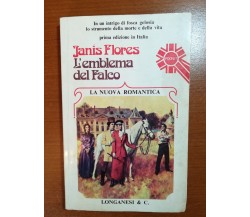 In un intrigo di fosca gelosia
lo strumento della morte e della vita
prima edizione in Italia
Janis Flores
L'emblema
del Falco
LA NUOVA ROMANTICA
LONGANESI & C.